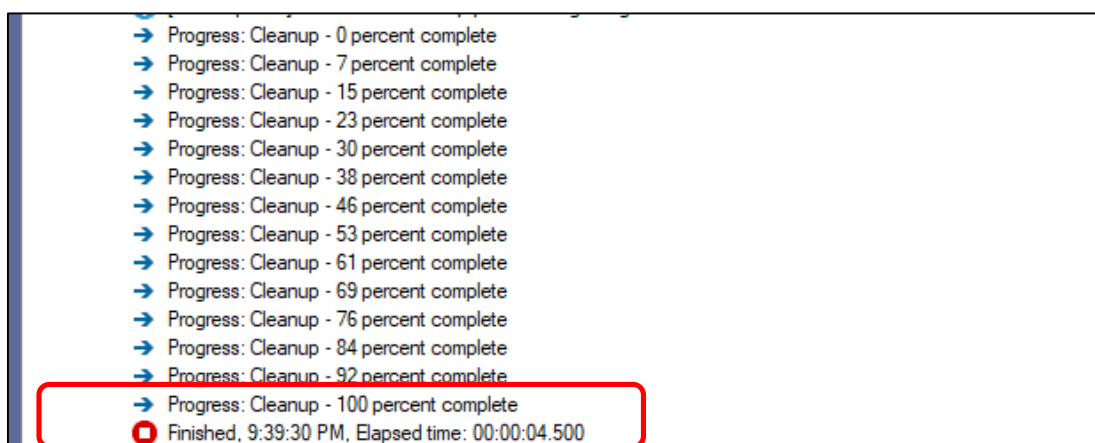 Progress: Cleanup - 0 percent complete
Progress: Cleanup - 7 percent complete
Progress: Cleanup - 15 percent complete
Progress: Cleanup - 23 percent complete
Progress: Cleanup - 30 percent complete
Progress: Cleanup - 38 percent complete
Progress: Cleanup - 46 percent complete
Progress: Cleanup - 53 percent complete
Progress: Cleanup - 61 percent complete
Progress: Cleanup - 69 percent complete
Progress: Cleanup - 76 percent complete
Progress: Cleanup - 84 percent complete
Progress: Cleanup - 92 percent complete
Progress: Cleanup - 100 percent complete
Finished, 9:39:30 PM, Elapsed time: 00:00:04.500